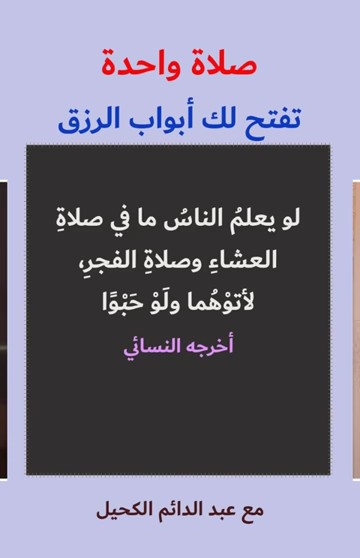 صلاة واحدة
تفتح لك أبواب الرزق
لو يعلمُ الناسُ ما في صلاةِ
العشاءِ وصلاةِ الفجرِ،
لأتوْهُما ولَوْ حَبْوًا
أخرجه النسائي
مع عبد الدائم الكحيل